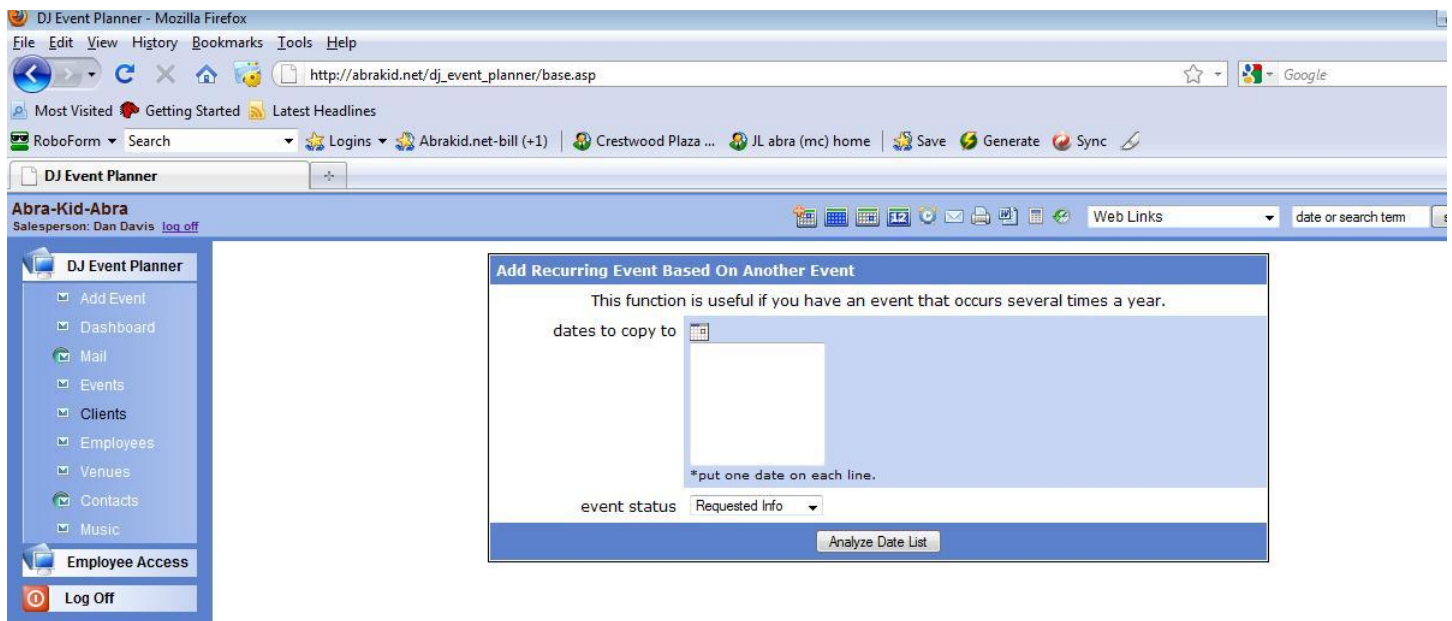 DJ Event Planner - Mozilla Firefox
File Edit View History Bookmarks Tools Help
http://abrakid.net/dj_event_planner/base.asp Google
Most Visited Getting Started Latest Headlines
RoboForm Search Logins Abrakid.net-bill (+1) Crestwood Plaza ... JL abra (mc) home Save Generate Sync
DJ Event Planner
Abra-Kid-Abra
Salesperson: Dan Davis log off
12 Web Links date or search term
DJ Event Planner
Add Event
Dashboard
Mail
Events
Clients
Employees
Venues
Contacts
Music
Employee Access
Log Off
Add Recurring Event Based On Another Event
This function is useful if you have an event that occurs several times a year.
dates to copy to
*put one date on each line.
event status Requested Info
Analyze Date List